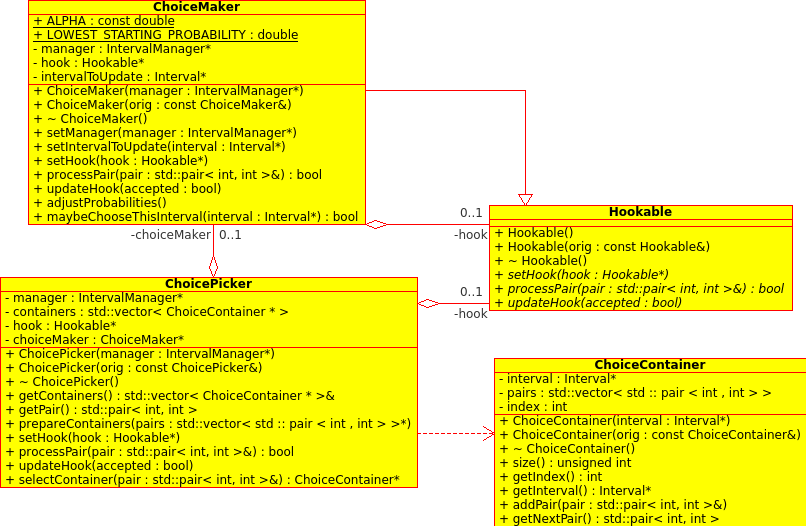 ChoiceMaker
+ ALPHA : const double
+ LOWEST_STARTING_PROBABILITY : double
- manager : IntervalManager*
- hook : Hookable*
- intervalToUpdate : Interval*
+ ChoiceMaker(manager : IntervalManager*)
+ ChoiceMaker(orig : const ChoiceMaker&)
+ ~ ChoiceMaker()
+ setManager(manager : IntervalManager*)
+ setIntervalToUpdate(interval : Interval*)
+ setHook(hook : Hookable*)
+ processPair(pair : std::pair< int, int >&) : bool
+ updateHook(accepted : bool)
+ adjustProbabilities()
+ maybeChooseThisInterval(interval : Interval*) : bool
0..1
-hook
Hookable
+ Hookable()
+ Hookable(orig : const Hookable&)
+ ~ Hookable()
+ setHook(hook : Hookable*)
+ processPair(pair : std::pair< int, int >&) : bool
+ updateHook(accepted : bool)
-choiceMaker 0..1
ChoicePicker
- manager : IntervalManager*
- containers : std::vector< ChoiceContainer * >
- hook : Hookable*
- choiceMaker : ChoiceMaker*
+ ChoicePicker(manager : IntervalManager*)
+ ChoicePicker(orig : const ChoicePicker&)
+ ~ ChoicePicker()
+ getContainers() : std::vector< ChoiceContainer * >&
+ getPair() : std::pair< int, int >
+ prepareContainers(pairs : std::vector< std :: pair < int , int > >*)
+ setHook(hook : Hookable*)
+ processPair(pair : std::pair< int, int >&) : bool
+ updateHook(accepted : bool)
+ selectContainer(pair : std::pair< int, int >&) : ChoiceContainer*
0..1
-hook
ChoiceContainer
- interval : Interval*
- pairs : std::vector< std :: pair < int , int > >
- index : int
+ ChoiceContainer(interval : Interval*)
+ ChoiceContainer(orig : const ChoiceContainer&)
+ ~ ChoiceContainer()
+ size() : unsigned int
+ getIndex() : int
+ getInterval() : Interval*
+ addPair(pair : std::pair< int, int >&)
+ getNextPair() : std::pair< int, int >